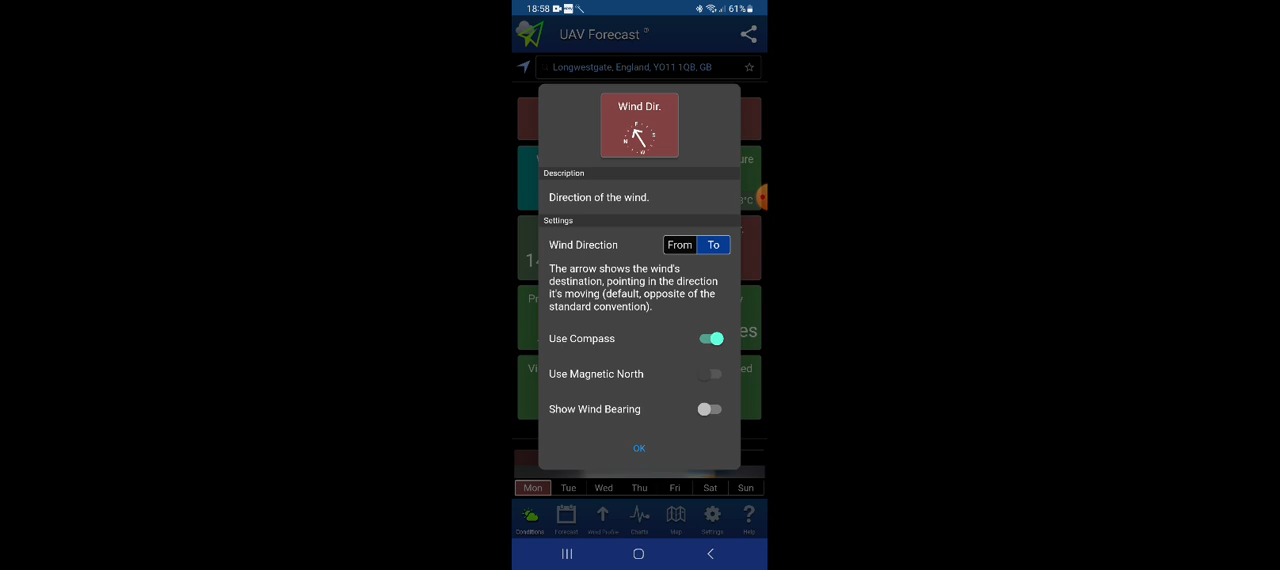 18:58
61%
UAV Forecast
Longwestgate, England, YO11 1QB, GB
Wind Dir.
N
Description
Direction of the wind.
Settings
Wind Direction From To
The arrow shows the wind's
destination, pointing in the direction
it's moving (default, opposite of the
standard convention).
Use Compass
Use Magnetic North
Show Wind Bearing
OK
Mon Tue Wed Thu Fri Sat Sun
Conditions Forecast Wind Profile Charts Map Settings Help